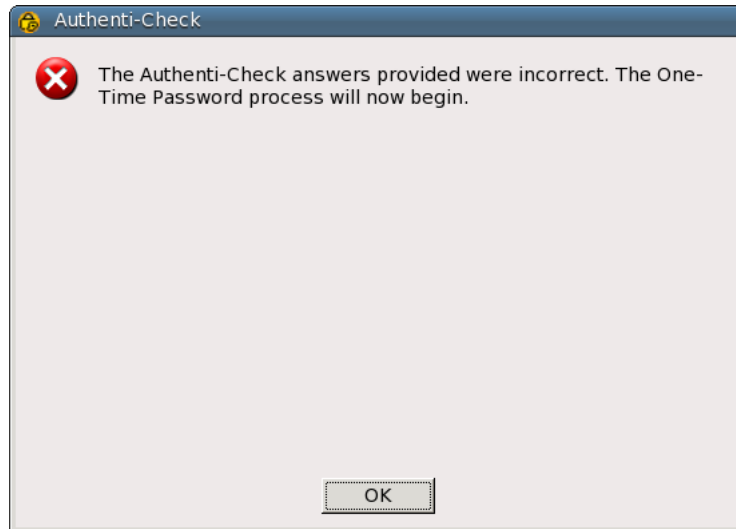 Authenti-Check
The Authenti-Check answers provided were incorrect. The One-
Time Password process will now begin.
OK